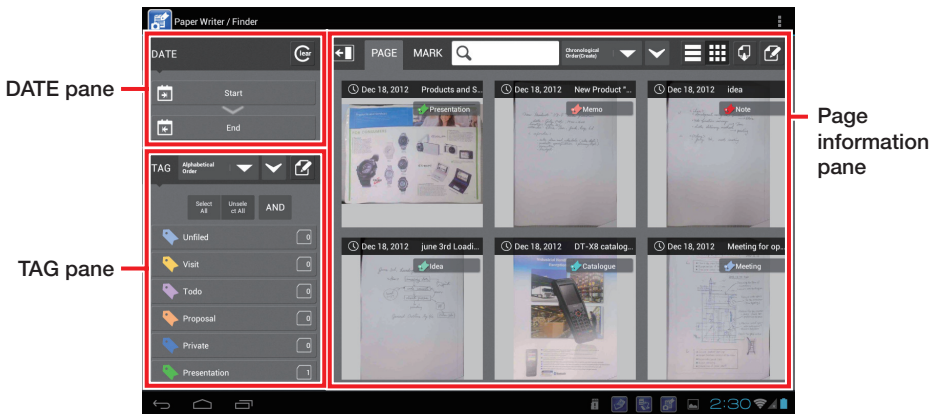 Paper Writer / Finder
DATE
Clear
Start
End
TAG
Alphabetical
Order
Select
All
Unsele
ct All
AND
Unfiled
0
Visit
0
Todo
0
Proposal
0
Private
0
Presentation
1
PAGE
MARK
Chronological
Order(Create)
Dec 18, 2012 Products and S...
Presentation
Dec 18, 2012 New Product "...
Memo
Dec 18, 2012 idea
Note
Dec 18, 2012 june 3rd Loadi...
Idea
Dec 18, 2012 DT-X8 catalog...
Catalogue
Dec 18, 2012 Meeting for op...
Meeting
2:30
DATE pane
TAG pane
Page
information
pane